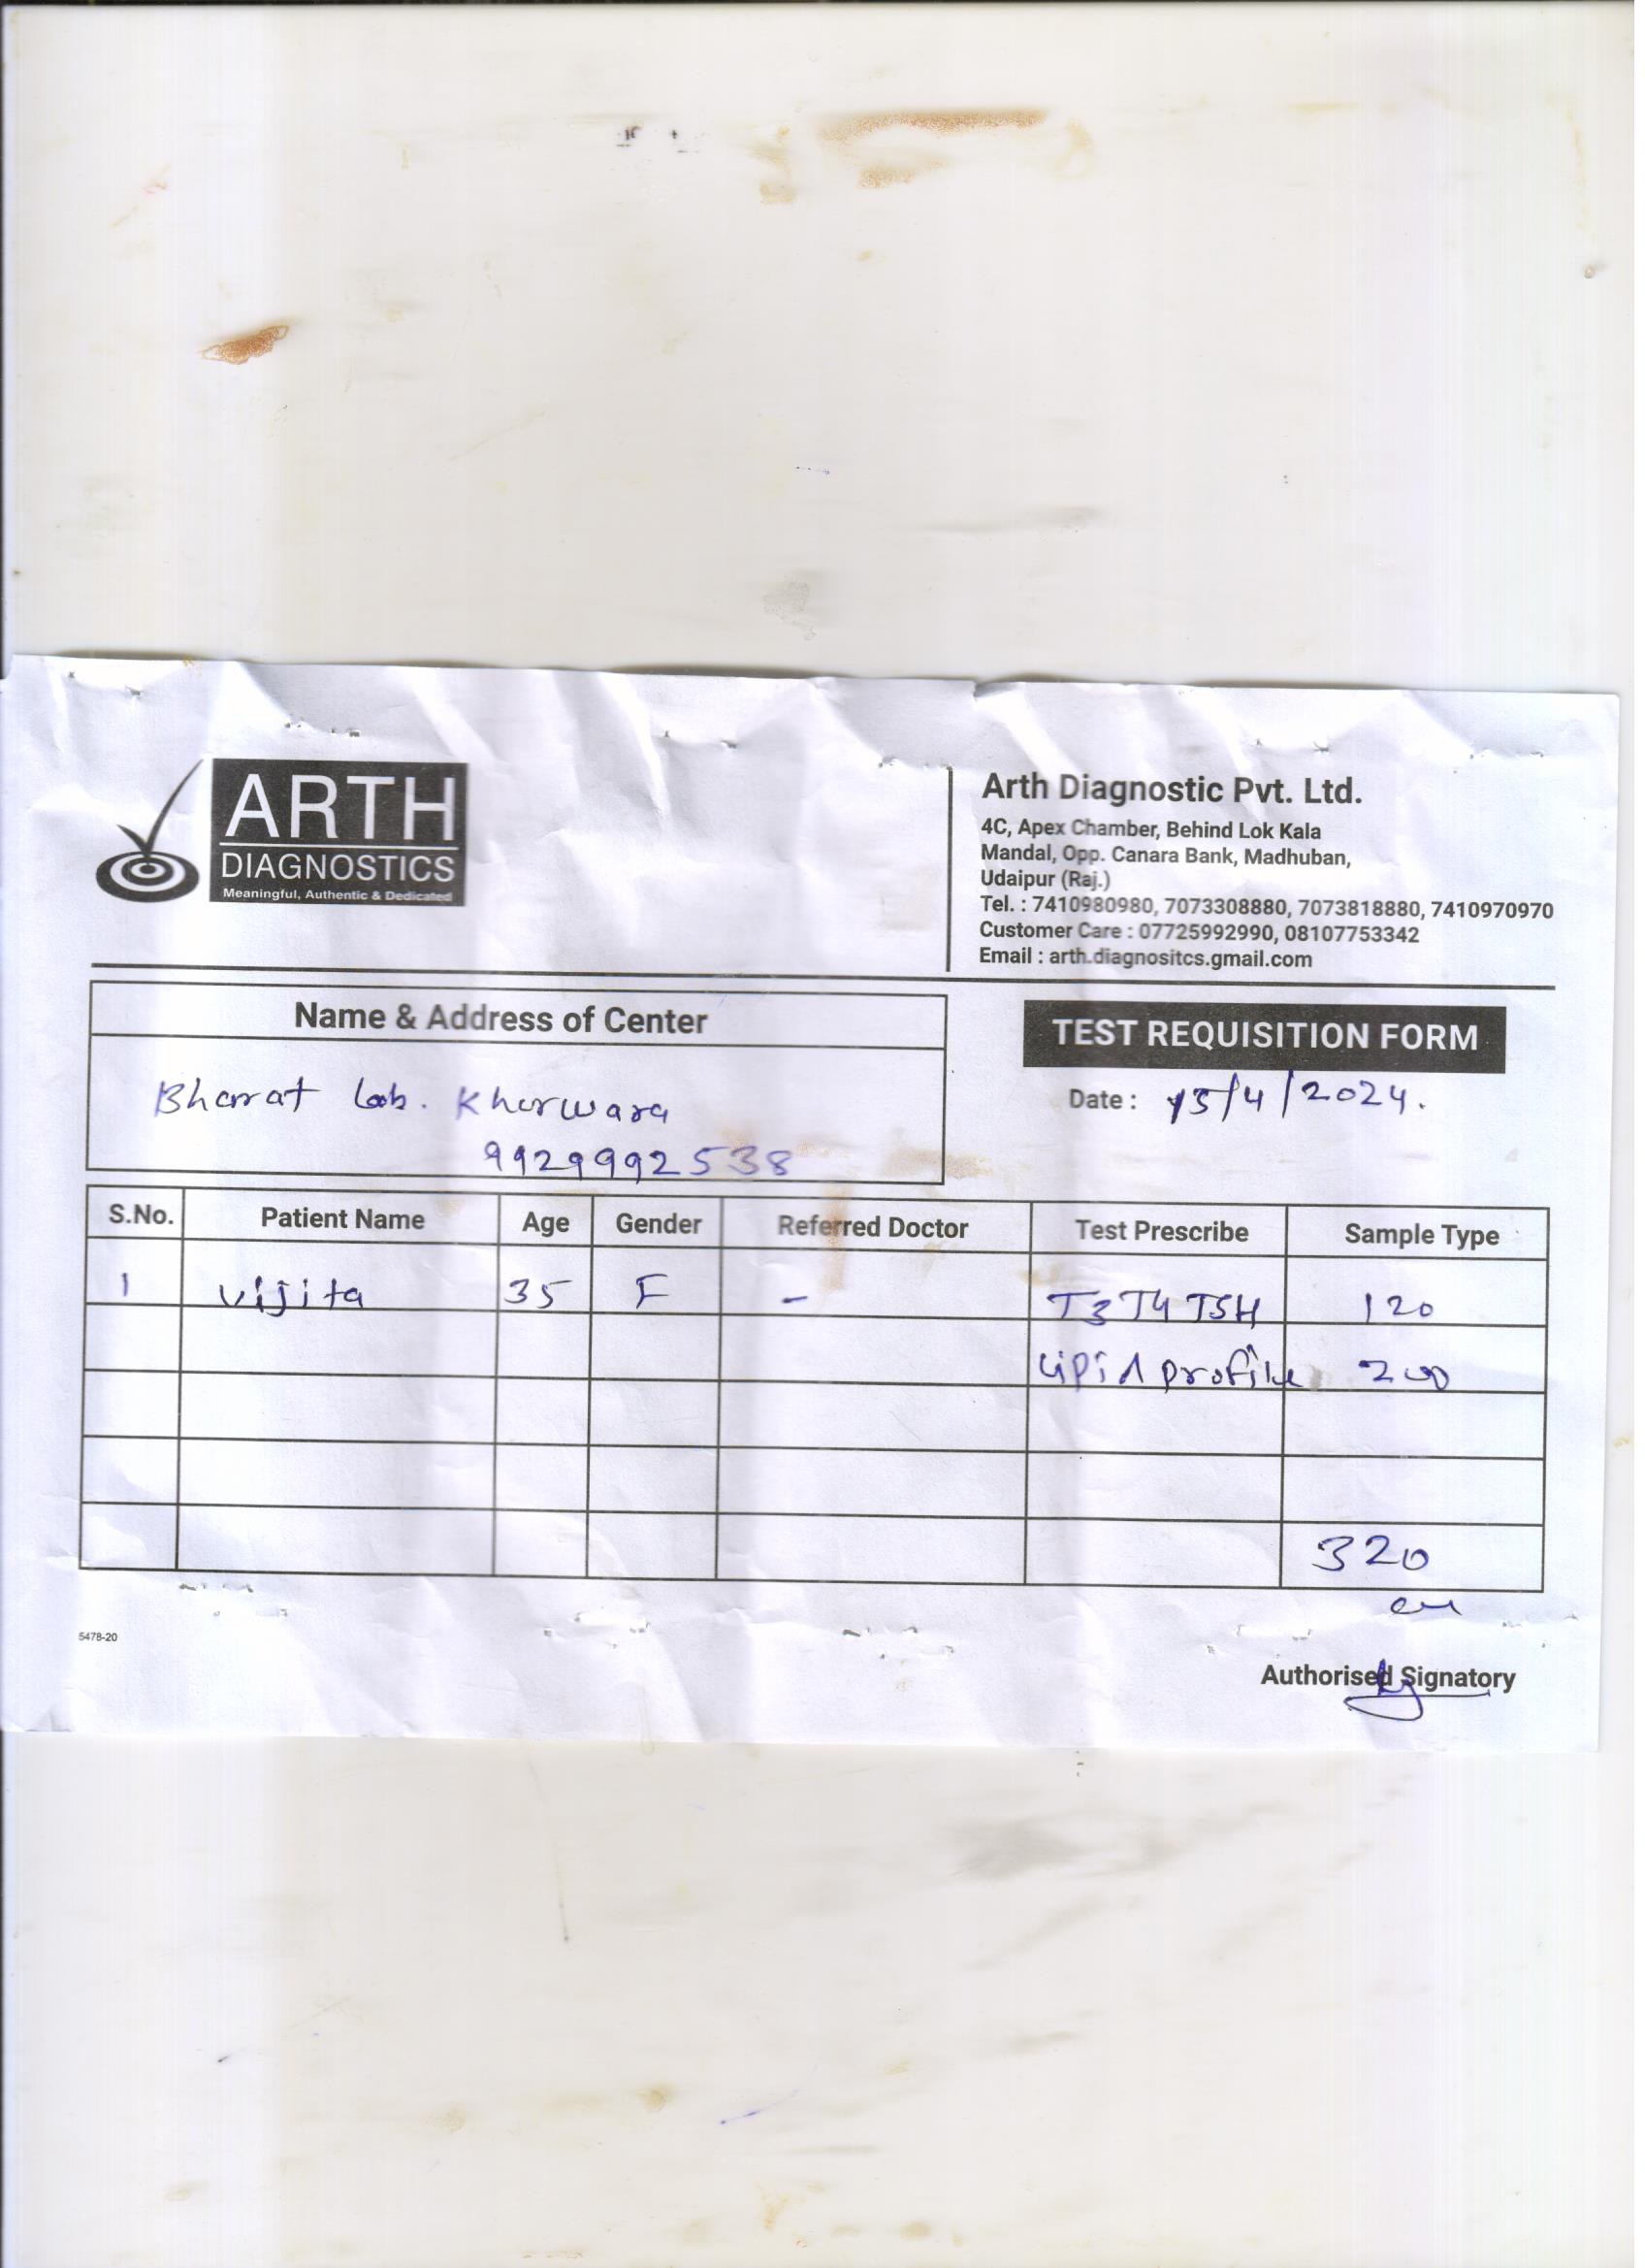 ARTH
DIAGNOSTICS
Meaningful, Authentic & Dedicated
Arth Diagnostic Pvt. Ltd.
4C, Apex Chamber, Behind Lok Kala
Mandal, Opp. Canara Bank, Madhuban,
Udaipur (Raj.)
Tel. : 7410980980, 7073308880, 7073818880, 7410970970
Customer Care : 07725992990, 08107753342
Email : arth.diagnositcs.gmail.com
Name & Address of Center
Bharat Lab. Kherwara
9929992538
TEST REQUISITION FORM
Date : 15/4/2024.
S.No. Patient Name Age Gender Referred Doctor Test Prescribe Sample Type
1 Vijita 35 F - T3 T4 TSH 120
Lipid profile 200
320
5478-20
Authorised Signatory